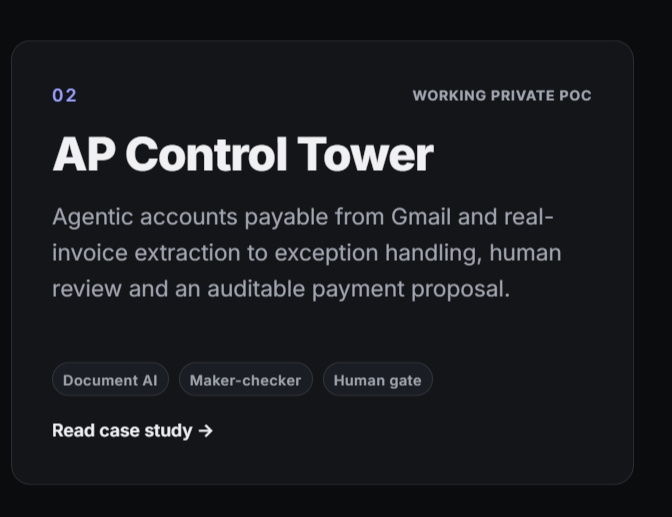 02
WORKING PRIVATE POC
AP Control Tower
Agentic accounts payable from Gmail and real-
invoice extraction to exception handling, human
review and an auditable payment proposal.
Document AI
Maker-checker
Human gate
Read case study →